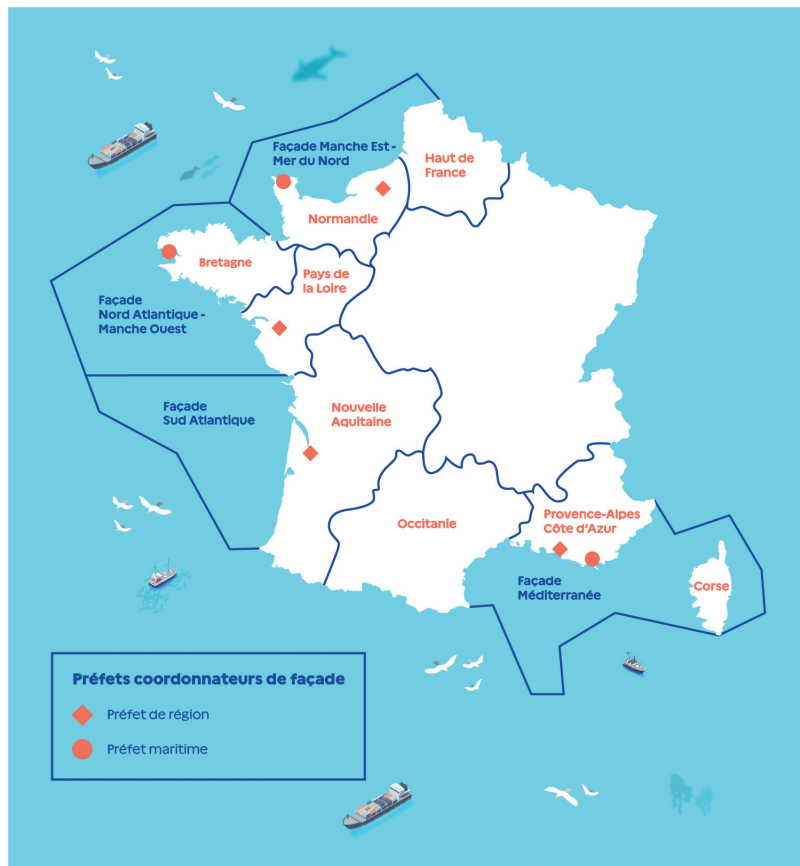 Façade Manche Est -
Mer du Nord
Haut de
France
Normandie
Bretagne
Pays de
la Loire
Façade
Nord Atlantique -
Manche Ouest
Façade
Sud Atlantique
Nouvelle
Aquitaine
Occitanie
Provence-Alpes
Côte d'Azur
Façade
Méditerranée
Corse
Préfets coordonnateurs de façade
Préfet de région
Préfet maritime